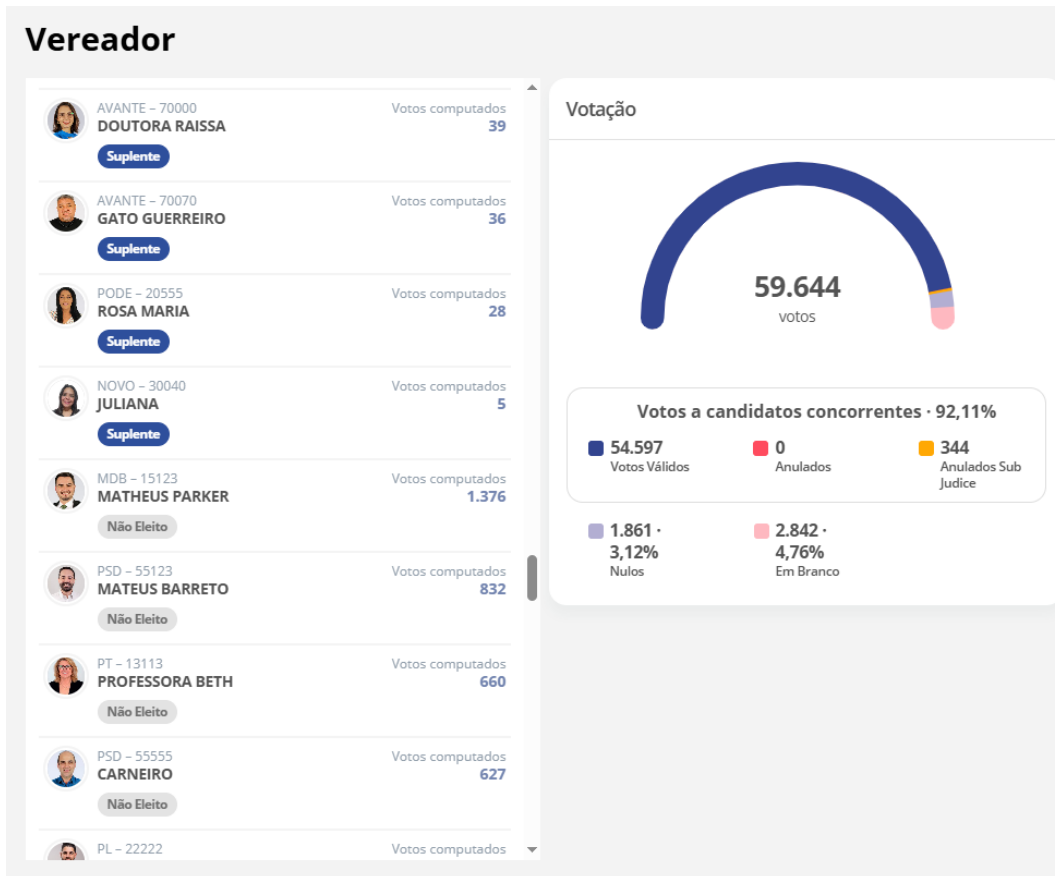 Vereador
AVANTE – 70000
Votos computados
DOUTORA RAISSA
39
Suplente
AVANTE – 70070
Votos computados
GATO GUERREIRO
36
Suplente
PODE – 20555
Votos computados
ROSA MARIA
28
Suplente
NOVO – 30040
Votos computados
JULIANA
5
Suplente
MDB – 15123
Votos computados
MATHEUS PARKER
1.376
Não Eleito
PSD – 55123
Votos computados
MATEUS BARRETO
832
Não Eleito
PT – 13113
Votos computados
PROFESSORA BETH
660
Não Eleito
PSD – 55555
Votos computados
CARNEIRO
627
Não Eleito
PL – 22222
Votos computados
Votação
59.644
votos
Votos a candidatos concorrentes · 92,11%
54.597
Votos Válidos
0
Anulados
344
Anulados Sub
Judice
1.861 ·
3,12%
Nulos
2.842 ·
4,76%
Em Branco